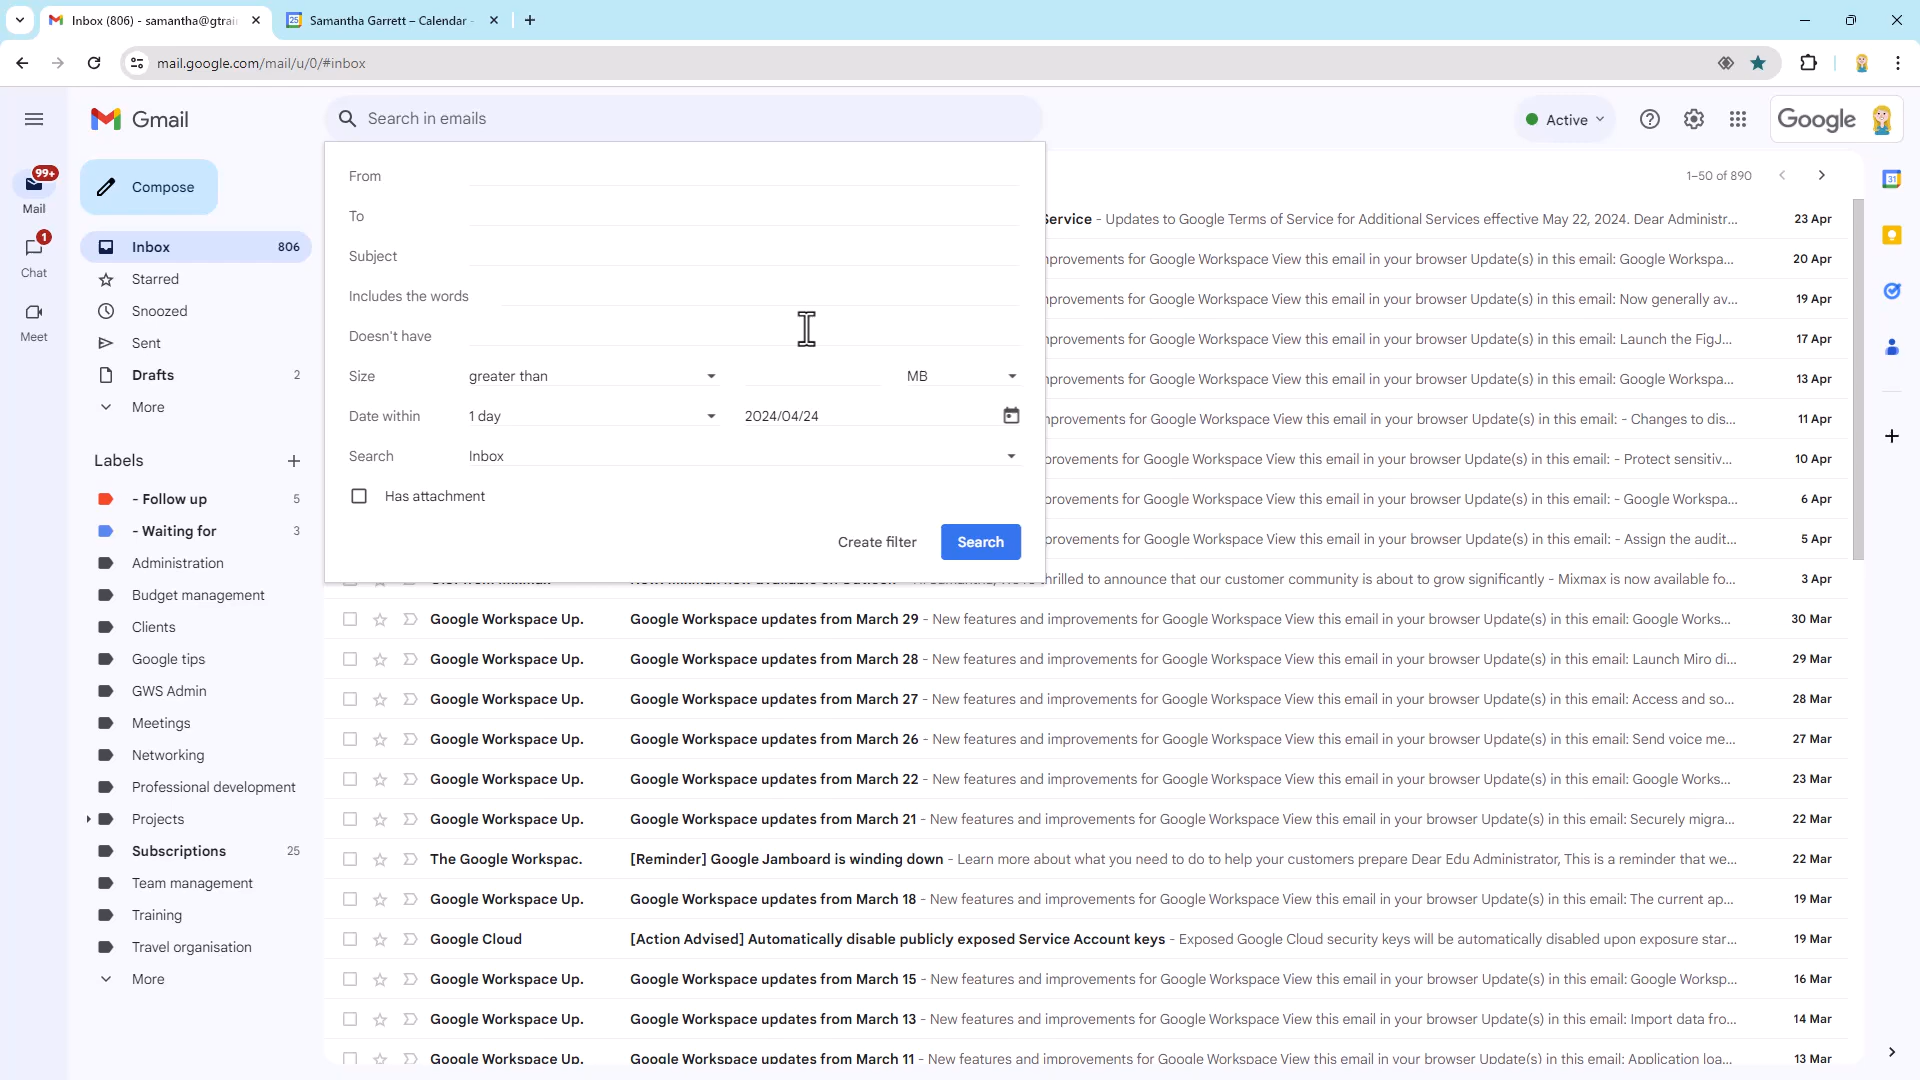 Inbox (806) - samantha@gtrai
Samantha Garrett – Calendar -
mail.google.com/mail/u/0/#inbox
Gmail
Search in emails
Active
Google
99+
Mail
Compose
1
Chat
Meet
Inbox 806
Starred
Snoozed
Sent
Drafts 2
More
Labels
- Follow up 5
- Waiting for 3
Administration
Budget management
Clients
Google tips
GWS Admin
Meetings
Networking
Professional development
Projects
Subscriptions 25
Team management
Training
Travel organisation
More
From
To
Subject
Includes the words
Doesn't have
Size greater than MB
Date within 1 day 2024/04/24
Search Inbox
Has attachment
Create filter Search
1–50 of 890
Service - Updates to Google Terms of Service for Additional Services effective May 22, 2024. Dear Administr... 23 Apr
provements for Google Workspace View this email in your browser Update(s) in this email: Google Workspa... 20 Apr
provements for Google Workspace View this email in your browser Update(s) in this email: Now generally av... 19 Apr
provements for Google Workspace View this email in your browser Update(s) in this email: Launch the FigJ... 17 Apr
provements for Google Workspace View this email in your browser Update(s) in this email: Google Workspa... 13 Apr
provements for Google Workspace View this email in your browser Update(s) in this email: - Changes to dis... 11 Apr
provements for Google Workspace View this email in your browser Update(s) in this email: - Protect sensitiv... 10 Apr
provements for Google Workspace View this email in your browser Update(s) in this email: - Google Workspa... 6 Apr
provements for Google Workspace View this email in your browser Update(s) in this email: - Assign the audit... 5 Apr
thrilled to announce that our customer community is about to grow significantly - Mixmax is now available fo... 3 Apr
Google Workspace Up. Google Workspace updates from March 29 - New features and improvements for Google Workspace View this email in your browser Update(s) in this email: Google Works... 30 Mar
Google Workspace Up. Google Workspace updates from March 28 - New features and improvements for Google Workspace View this email in your browser Update(s) in this email: Launch Miro di... 29 Mar
Google Workspace Up. Google Workspace updates from March 27 - New features and improvements for Google Workspace View this email in your browser Update(s) in this email: Access and so... 28 Mar
Google Workspace Up. Google Workspace updates from March 26 - New features and improvements for Google Workspace View this email in your browser Update(s) in this email: Send voice me... 27 Mar
Google Workspace Up. Google Workspace updates from March 22 - New features and improvements for Google Workspace View this email in your browser Update(s) in this email: Google Works... 23 Mar
Google Workspace Up. Google Workspace updates from March 21 - New features and improvements for Google Workspace View this email in your browser Update(s) in this email: Securely migra... 22 Mar
The Google Workspac. [Reminder] Google Jamboard is winding down - Learn more about what you need to do to help your customers prepare Dear Edu Administrator, This is a reminder that we... 22 Mar
Google Workspace Up. Google Workspace updates from March 18 - New features and improvements for Google Workspace View this email in your browser Update(s) in this email: The current ap... 19 Mar
Google Cloud [Action Advised] Automatically disable publicly exposed Service Account keys - Exposed Google Cloud security keys will be automatically disabled upon exposure star... 19 Mar
Google Workspace Up. Google Workspace updates from March 15 - New features and improvements for Google Workspace View this email in your browser Update(s) in this email: Google Worksp... 16 Mar
Google Workspace Up. Google Workspace updates from March 13 - New features and improvements for Google Workspace View this email in your browser Update(s) in this email: Import data fro... 14 Mar
Google Workspace Up. Google Workspace updates from March 11 - New features and improvements for Google Workspace View this email in your browser Update(s) in this email: Application loa... 13 Mar